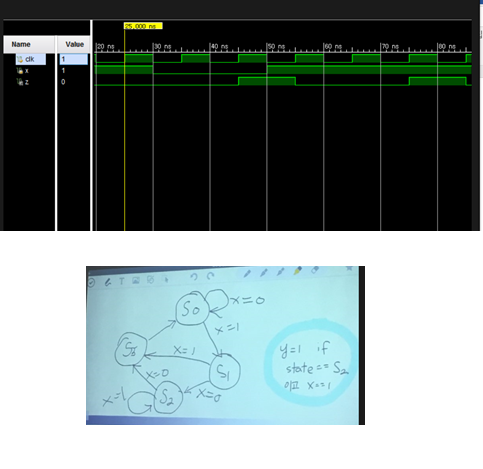 25.000 ns
Name
Value
20 ns
30 ns
40 ns
50 ns
60 ns
70 ns
80 ns
clk
1
x
1
z
0
S0
x=0
x=1
S3
x=1
S1
x=0
x=0
x=1
S2
y=1 if
state == S2
이고 x==1